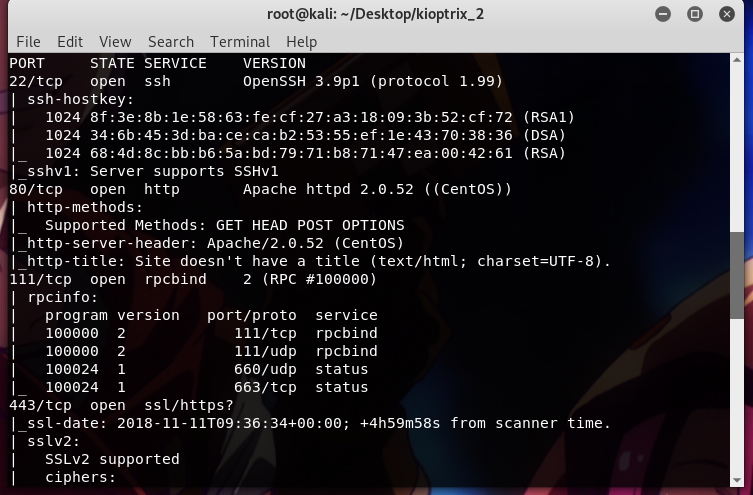 root@kali: ~/Desktop/kioptrix_2
File Edit View Search Terminal Help
PORT     STATE SERVICE    VERSION
22/tcp   open  ssh        OpenSSH 3.9p1 (protocol 1.99)
| ssh-hostkey:
|   1024 8f:3e:8b:1e:58:63:fe:cf:27:a3:18:09:3b:52:cf:72 (RSA1)
|   1024 34:6b:45:3d:ba:ce:ca:b2:53:55:ef:1e:43:70:38:36 (DSA)
|_  1024 68:4d:8c:bb:b6:5a:bd:79:71:b8:71:47:ea:00:42:61 (RSA)
|_sshv1: Server supports SSHv1
80/tcp   open  http       Apache httpd 2.0.52 ((CentOS))
| http-methods:
|_  Supported Methods: GET HEAD POST OPTIONS
|_http-server-header: Apache/2.0.52 (CentOS)
|_http-title: Site doesn't have a title (text/html; charset=UTF-8).
111/tcp  open  rpcbind    2 (RPC #100000)
| rpcinfo:
|   program version   port/proto  service
|   100000  2            111/tcp  rpcbind
|   100000  2            111/udp  rpcbind
|   100024  1            660/udp  status
|_  100024  1            663/tcp  status
443/tcp  open  ssl/https?
|_ssl-date: 2018-11-11T09:36:34+00:00; +4h59m58s from scanner time.
| sslv2:
|   SSLv2 supported
|   ciphers: